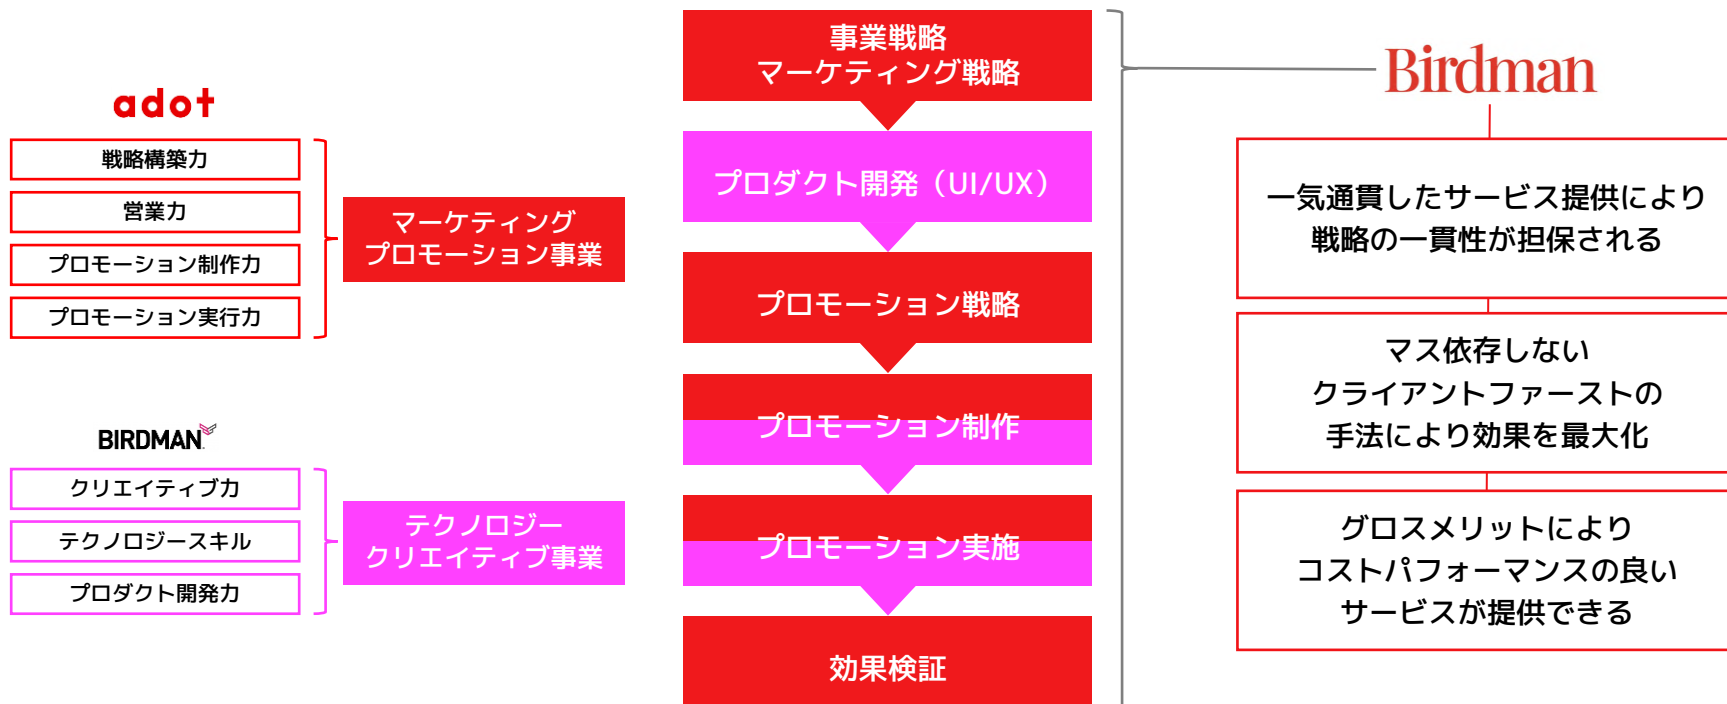 adot
戦略構築力
営業力
プロモーション制作力
プロモーション実行力
マーケティング
プロモーション事業
BIRDMAN
クリエイティブ力
テクノロジースキル
プロダクト開発力
テクノロジー
クリエイティブ事業
事業戦略
マーケティング戦略
プロダクト開発（UI/UX）
プロモーション戦略
プロモーション制作
プロモーション実施
効果検証
Birdman
一気通貫したサービス提供により
戦略の一貫性が担保される
マス依存しない
クライアントファーストの
手法により効果を最大化
グロスメリットにより
コストパフォーマンスの良い
サービスが提供できる